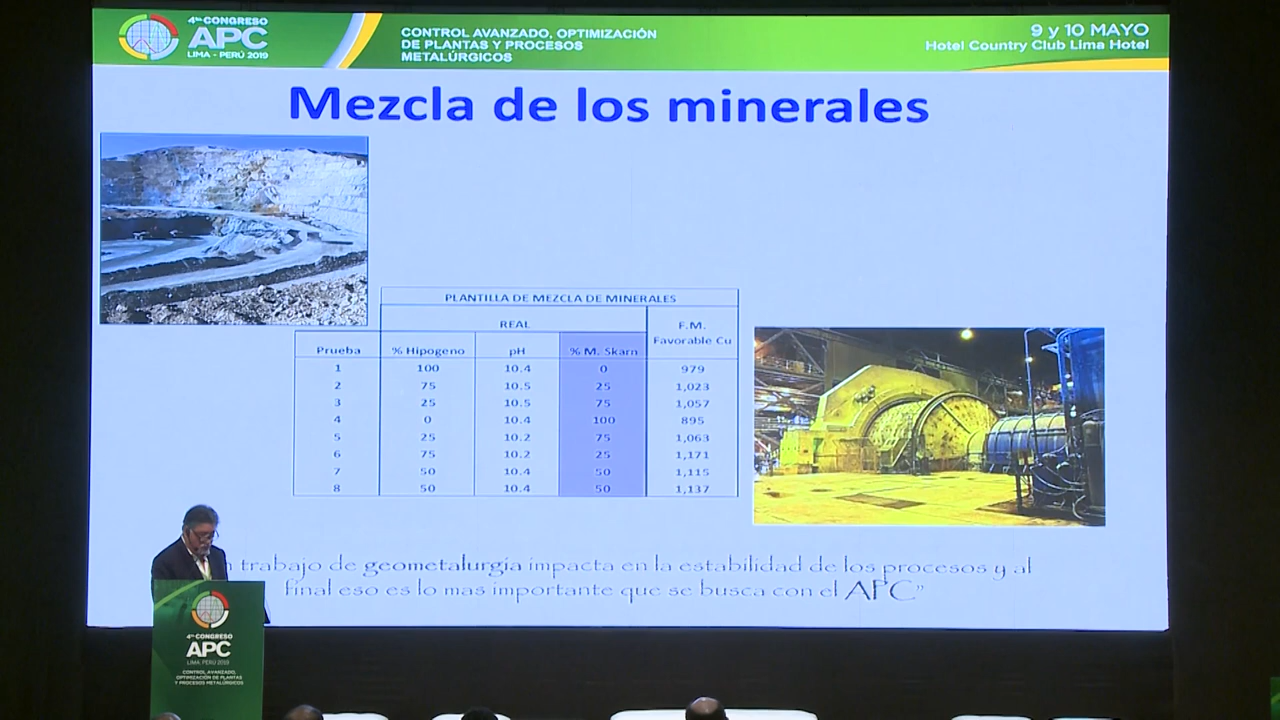 4to CONGRESO
APC
LIMA - PERÚ 2019
CONTROL AVANZADO, OPTIMIZACIÓN
DE PLANTAS Y PROCESOS
METALÚRGICOS
9 y 10 MAYO
Hotel Country Club Lima Hotel
Mezcla de los minerales
PLANTILLA DE MEZCLA DE MINERALES
REAL F.M. Favorable Cu
Prueba % Hipogeno pH % M. Skarn
1 100 10.4 0 979
2 75 10.5 25 1,023
3 25 10.5 75 1,057
4 0 10.4 100 895
5 25 10.2 75 1,063
6 75 10.2 25 1,171
7 50 10.4 50 1,115
8 50 10.4 50 1,137
trabajo de geometalurgia impacta en la estabilidad de los procesos y al
final eso es lo mas importante que se busca con el APC”
4to CONGRESO
APC
LIMA PERÚ 2019
CONTROL AVANZADO,
OPTIMIZACIÓN DE PLANTAS
Y PROCESOS METALÚRGICOS